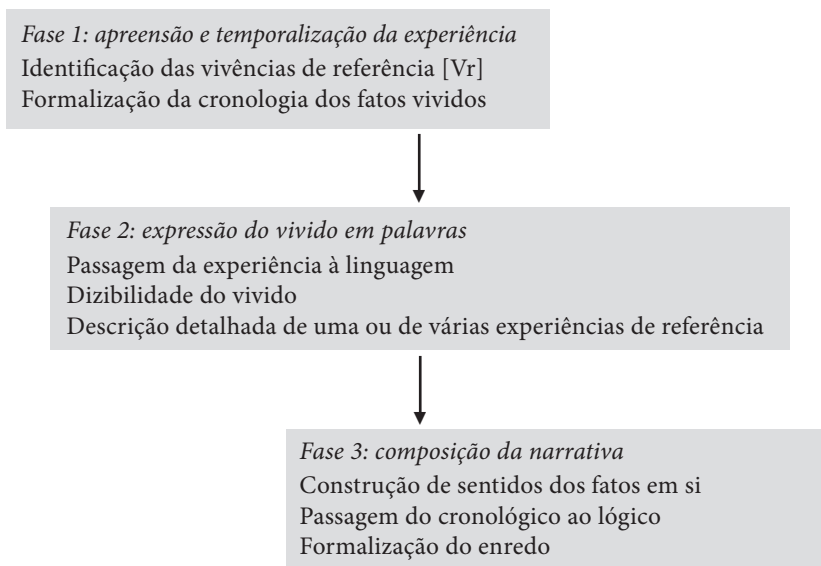 Fase 1: apreensão e temporalização da experiência
Identificação das vivências de referência [Vr]
Formalização da cronologia dos fatos vividos
Fase 2: expressão do vivido em palavras
Passagem da experiência à linguagem
Dizibilidade do vivido
Descrição detalhada de uma ou de várias experiências de referência
Fase 3: composição da narrativa
Construção de sentidos dos fatos em si
Passagem do cronológico ao lógico
Formalização do enredo